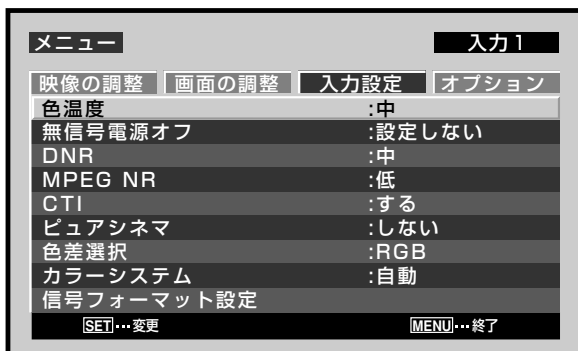 メニュー 入力1
映像の調整 画面の調整 入力設定 オプション
色温度 :中
無信号電源オフ :設定しない
DNR :中
MPEG NR :低
CTI :する
ピュアシネマ :しない
色差選択 :RGB
カラーシステム :自動
信号フォーマット設定
SET…変更 MENU…終了